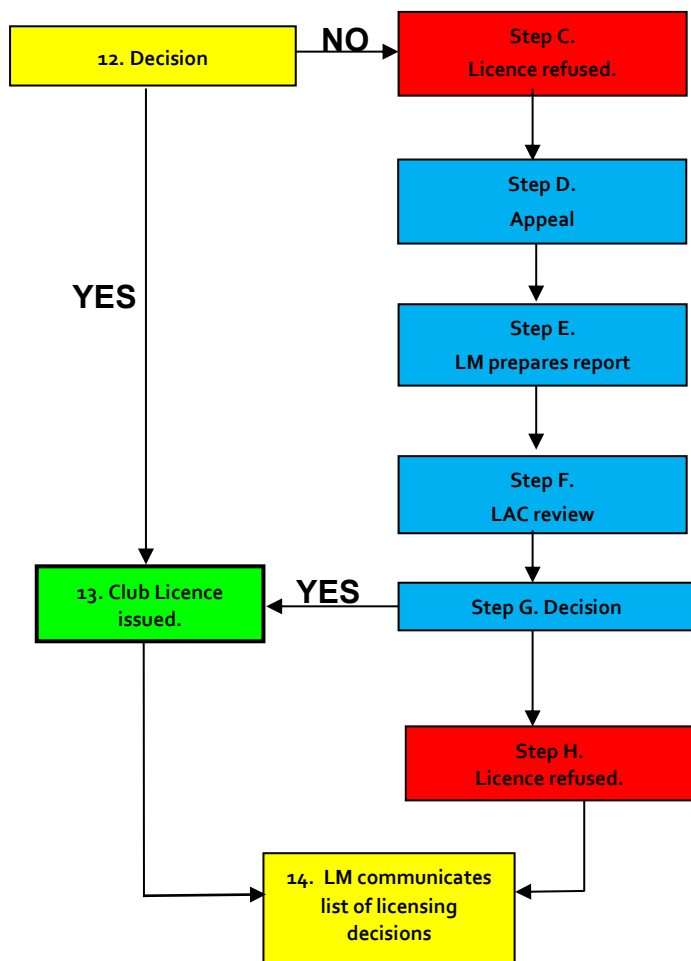 12. Decision
NO
Step C.
Licence refused.
Step D.
Appeal
Step E.
LM prepares report
YES
Step F.
LAC review
13. Club Licence
issued.
YES
Step G. Decision
Step H.
Licence refused.
14. LM communicates
list of licensing
decisions